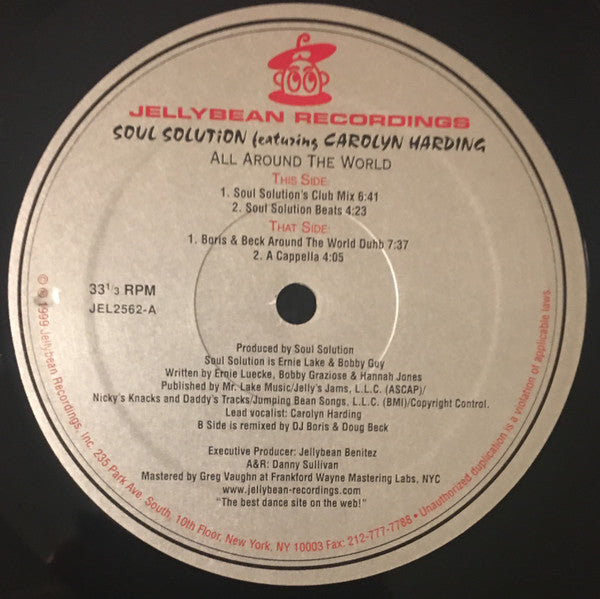 JELLYBEAN RECORDINGS
SOUL SOLUTION featuring CAROLYN HARDING
ALL AROUND THE WORLD
THIS SIDE:
1. Soul Solution's Club Mix 6:41
2. Soul Solution Beats 4:23
THAT SIDE:
1. Boris & Beck Around The World Duhb 7:37
2. A Cappella 4:05
33 1/3 RPM
JEL2562-A
Produced by Soul Solution
Soul Solution is Ernie Lake & Bobby Guy
Written by Ernie Luecke, Bobby Graziose & Hannah Jones
Published by Mr. Lake Music/Jelly's Jams, L.L.C. (ASCAP)/
Nicky's Knacks and Daddy's Tracks/Jumping Bean Songs, L.L.C. (BMI)/Copyright Control.
Lead vocalist: Carolyn Harding
B Side is remixed by DJ Boris & Doug Beck
Executive Producer: Jellybean Benitez
A&R: Danny Sullivan
Mastered by Greg Vaughn at Frankford Wayne Mastering Labs, NYC
www.jellybean-recordings.com
"The best dance site on the web!"
© ℗ 1999 Jellybean Recordings, Inc. 235 Park Ave. South, 10th Floor, New York, NY 10003 Fax: 212-777-7788 • Unauthorized duplication is a violation of applicable laws.